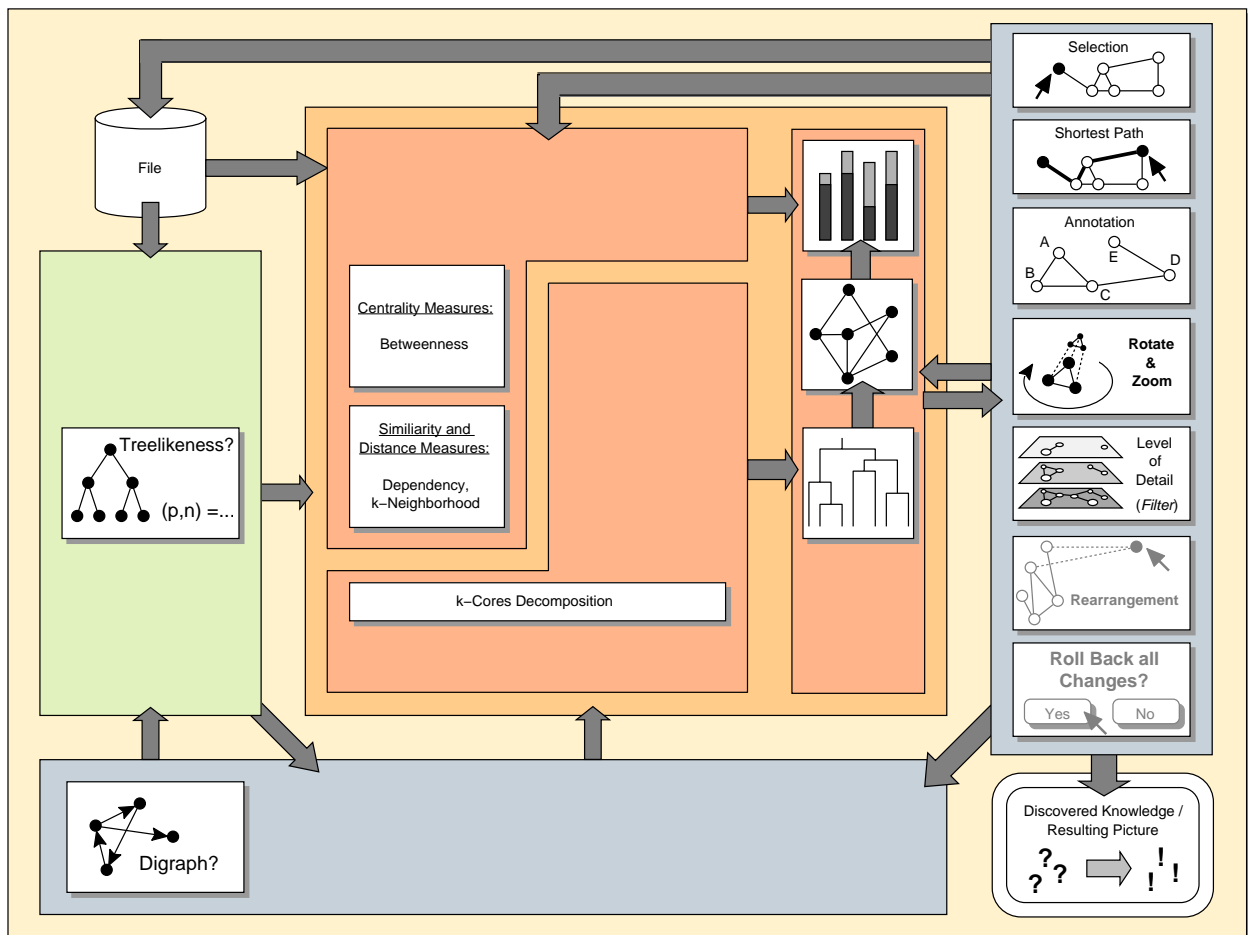 File
Treelikeness?
(p,n) =...
Digraph?
Centrality Measures:
Betweenness
Similiarity and
Distance Measures:
Dependency,
k−Neighborhood
k−Cores Decomposition
Selection
Shortest Path
Annotation
A
E
B
D
C
Rotate
&
Zoom
Level
of
Detail
(Filter)
Rearrangement
Roll Back all
Changes?
Yes
No
Discovered Knowledge /
Resulting Picture
? ? ?
! ! !